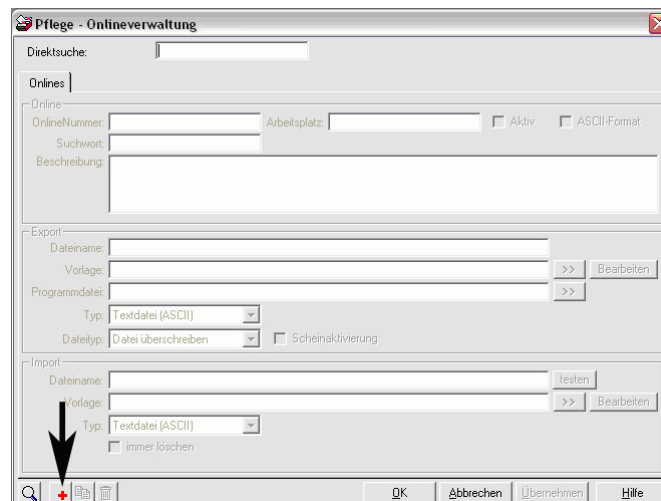 Pflege - Onlineverwaltung
Direktsuche:
Onlines
Online
OnlineNummer: Arbeitsplatz: Aktiv ASCII-Format
Suchwort:
Beschreibung:
Export
Dateiname:
Vorlage: >> Bearbeiten
Programmdatei: >>
Typ: Textdatei (ASCII)
Dateityp: Datei überschreiben Scheinaktivierung
Import
Dateiname: testen
Vorlage: >> Bearbeiten
Typ: Textdatei (ASCII)
immer löschen
OK Abbrechen Übernehmen Hilfe